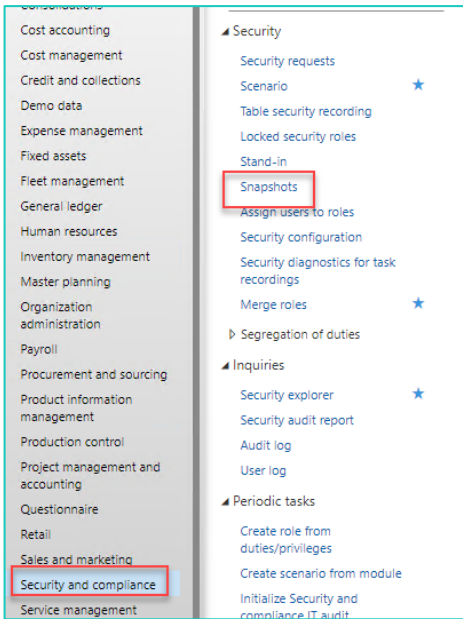 Consolidations
Cost accounting
Cost management
Credit and collections
Demo data
Expense management
Fixed assets
Fleet management
General ledger
Human resources
Inventory management
Master planning
Organization
administration
Payroll
Procurement and sourcing
Product information
management
Production control
Project management and
accounting
Questionnaire
Retail
Sales and marketing
Security and compliance
Service management
Security
Security requests
Scenario
Table security recording
Locked security roles
Stand-in
Snapshots
Assign users to roles
Security configuration
Security diagnostics for task
recordings
Merge roles
Segregation of duties
Inquiries
Security explorer
Security audit report
Audit log
User log
Periodic tasks
Create role from
duties/privileges
Create scenario from module
Initialize Security and
compliance IT audit